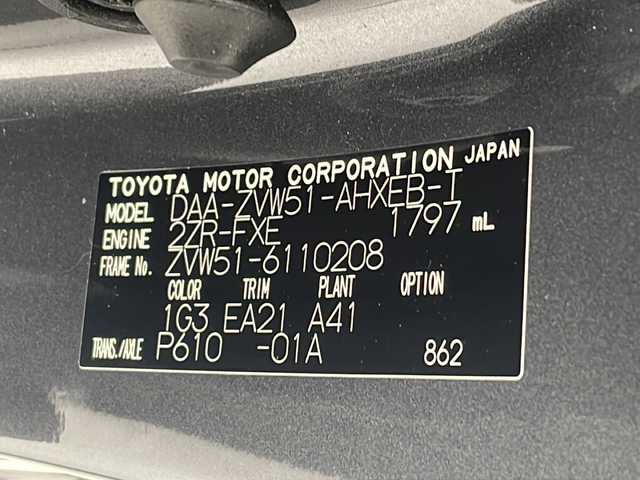 TOYOTA MOTOR CORPORATION JAPAN
MODEL DAA-ZVW51-AHXEB-T
ENGINE 2ZR-FXE 1797 mL
FRAME No. ZVW51-6110208
COLOR TRIM PLANT OPTION
1G3 EA21 A41
TRANS./AXLE P610 -01A 862